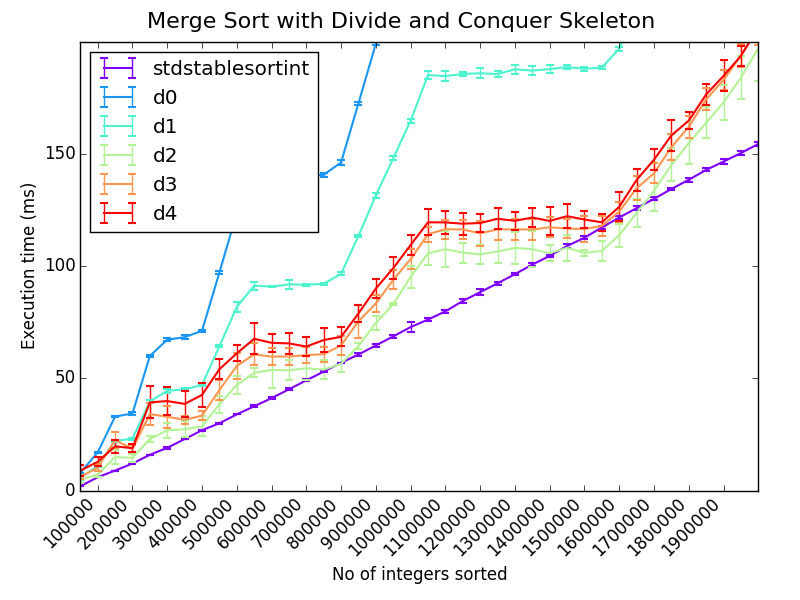 Merge Sort with Divide and Conquer Skeleton
stdstablesortint
d0
d1
d2
d3
d4
Execution time (ms)
150
100
50
0
100000
200000
300000
400000
500000
600000
700000
800000
900000
1000000
1100000
1200000
1300000
1400000
1500000
1600000
1700000
1800000
1900000
No of integers sorted